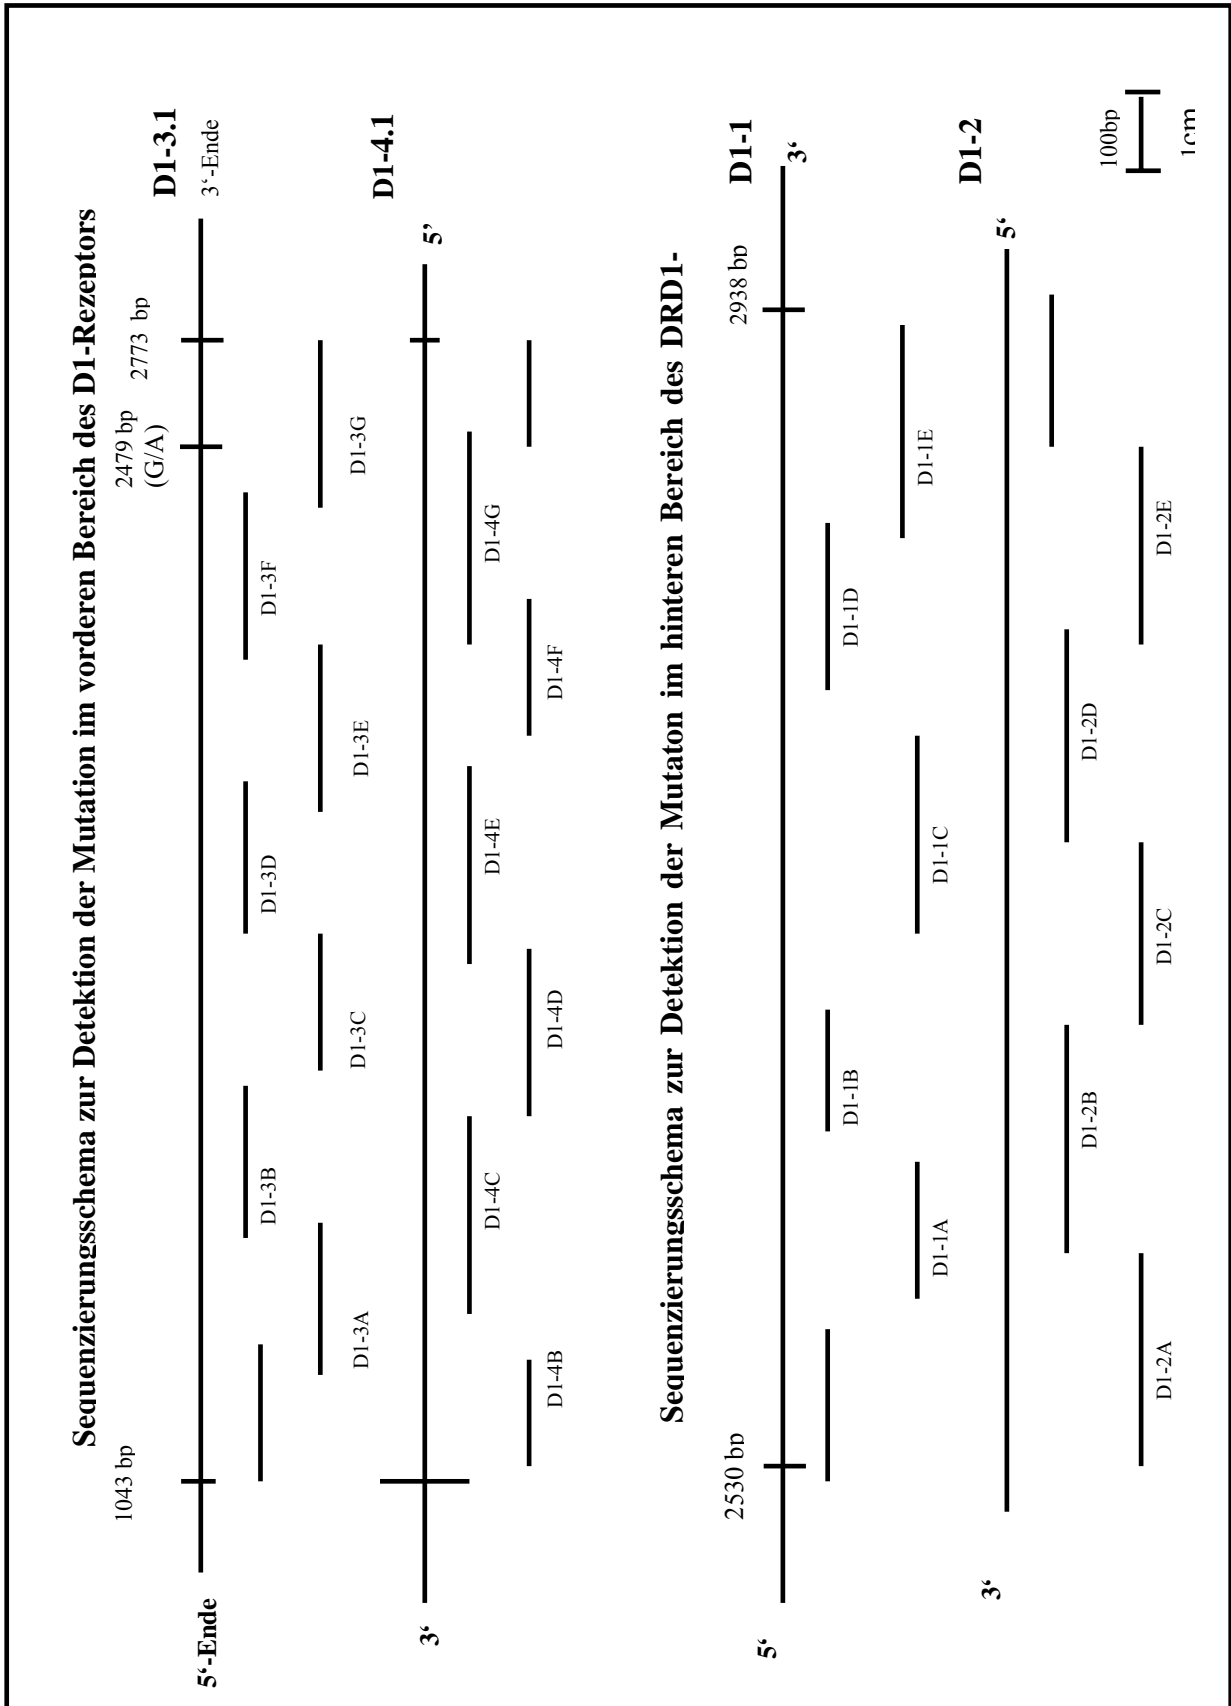 Sequenzierungsschema zur Detektion der Mutation im vorderen Bereich des D1-Rezeptors
1043 bp
2479 bp
(G/A)
2773 bp
D1-3.1
5‘-Ende
3‘-Ende
D1-3B
D1-3D
D1-3F
D1-3A
D1-3C
D1-3E
D1-3G
D1-4.1
3‘
5’
D1-4C
D1-4E
D1-4G
D1-4B
D1-4D
D1-4F
Sequenzierungsschema zur Detektion der Mutaton im hinteren Bereich des DRD1-
2530 bp
2938 bp
D1-1
5‘
3‘
D1-1B
D1-1D
D1-1A
D1-1C
D1-1E
D1-2
3‘
5‘
D1-2B
D1-2D
D1-2A
D1-2C
D1-2E
100bp
1cm